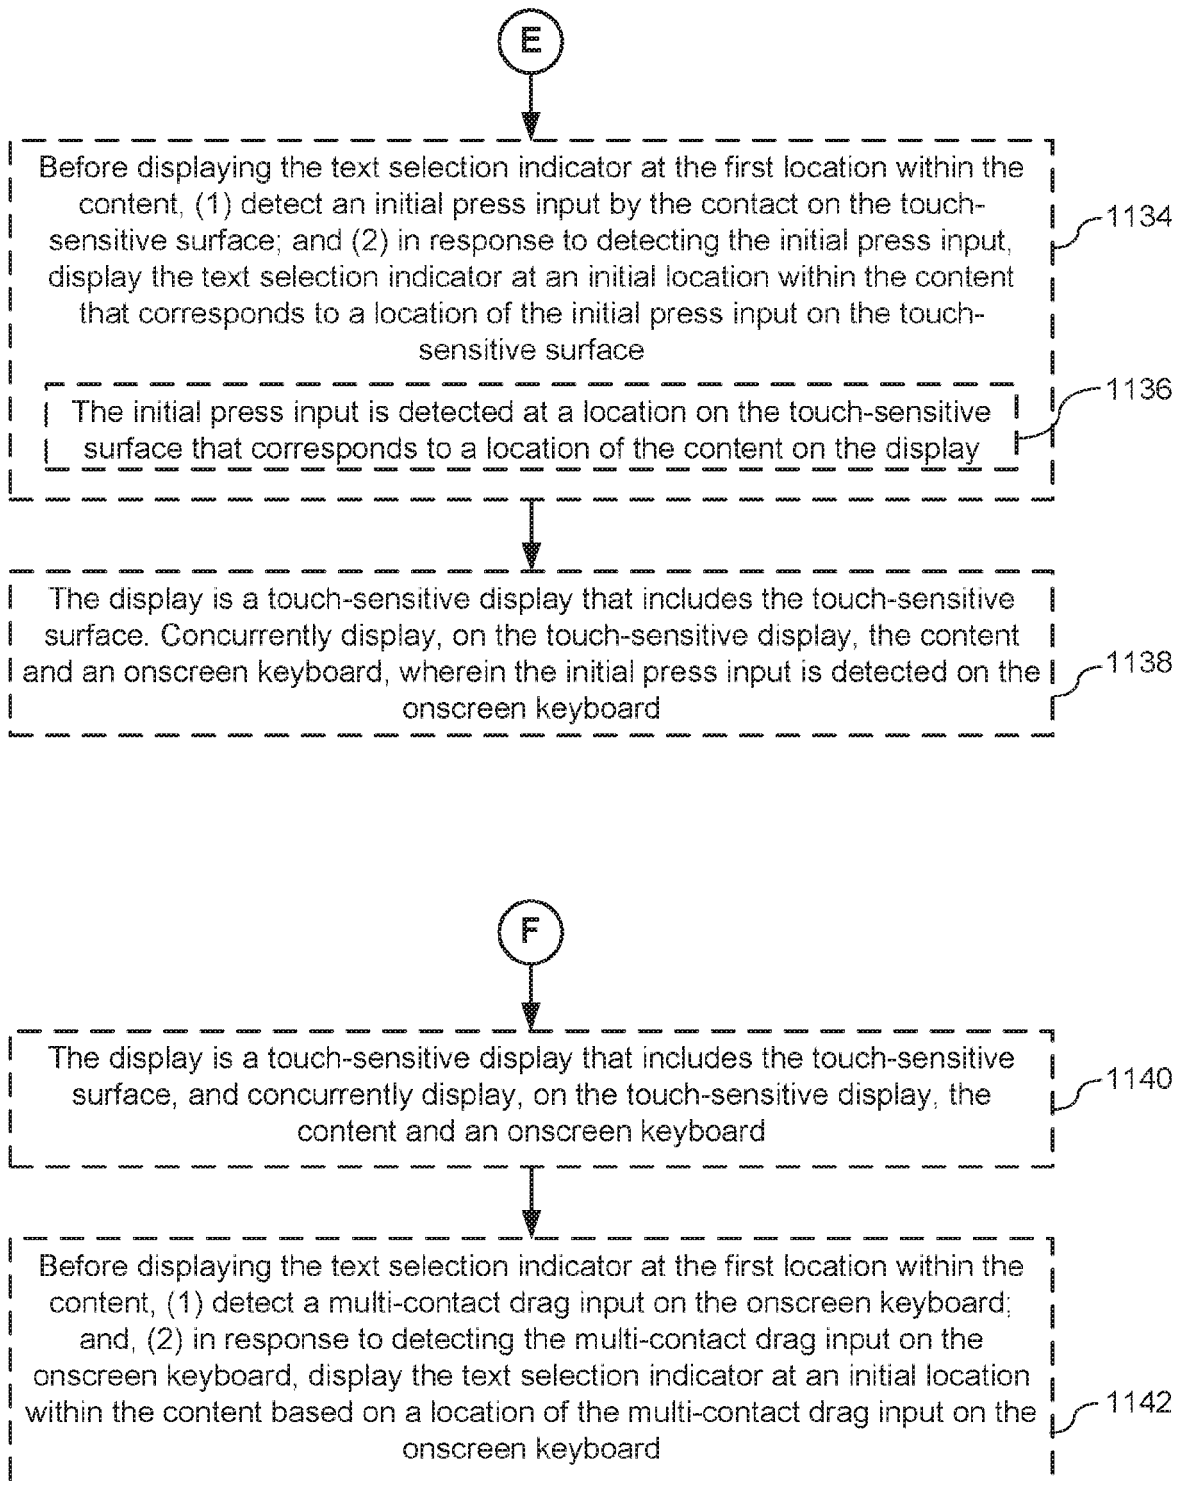 E
Before displaying the text selection indicator at the first location within the
content, (1) detect an initial press input by the contact on the touch-
sensitive surface; and (2) in response to detecting the initial press input,
display the text selection indicator at an initial location within the content
that corresponds to a location of the initial press input on the touch-
sensitive surface
1134
The initial press input is detected at a location on the touch-sensitive
surface that corresponds to a location of the content on the display
1136
The display is a touch-sensitive display that includes the touch-sensitive
surface. Concurrently display, on the touch-sensitive display, the content
and an onscreen keyboard, wherein the initial press input is detected on the
onscreen keyboard
1138
F
The display is a touch-sensitive display that includes the touch-sensitive
surface, and concurrently display, on the touch-sensitive display, the
content and an onscreen keyboard
1140
Before displaying the text selection indicator at the first location within the
content, (1) detect a multi-contact drag input on the onscreen keyboard;
and, (2) in response to detecting the multi-contact drag input on the
onscreen keyboard, display the text selection indicator at an initial location
within the content based on a location of the multi-contact drag input on the
onscreen keyboard
1142